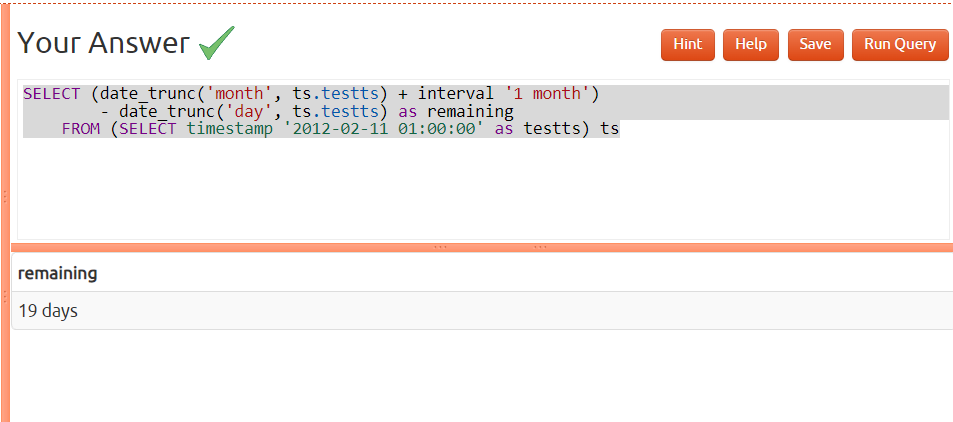 Your Answer
Hint Help Save Run Query
SELECT (date_trunc('month', ts.testts) + interval '1 month')
- date_trunc('day', ts.testts) as remaining
FROM (SELECT timestamp '2012-02-11 01:00:00' as testts) ts
remaining
19 days